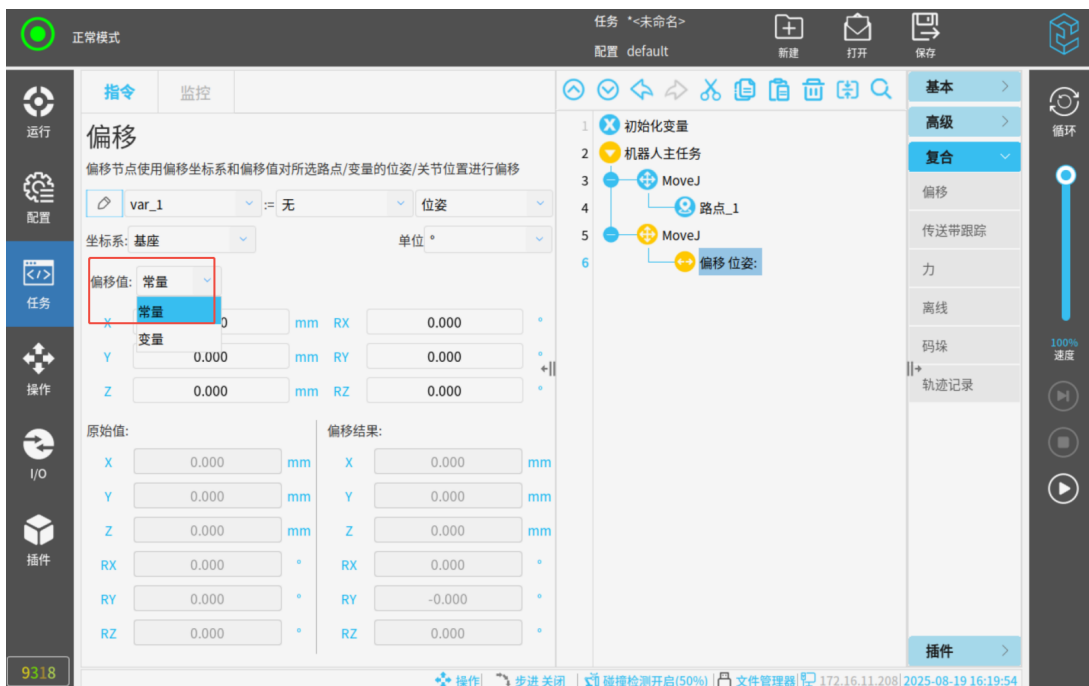 正常模式
任务 *<未命名>
配置 default
新建
打开
保存
运行
配置
任务
操作
I/O
插件
9318
指令
监控
偏移
偏移节点使用偏移坐标系和偏移值对所选路点/变量的位姿/关节位置进行偏移
var_1 := 无 位姿
坐标系: 基座 单位 °
偏移值: 常量
常量
变量
X 0 mm RX 0.000 °
Y 0.000 mm RY 0.000 °
Z 0.000 mm RZ 0.000 °
原始值: 偏移结果:
X 0.000 mm X 0.000 mm
Y 0.000 mm Y 0.000 mm
Z 0.000 mm Z 0.000 mm
RX 0.000 ° RX 0.000 °
RY 0.000 ° RY -0.000 °
RZ 0.000 ° RZ 0.000 °
1 初始化变量
2 机器人主任务
3 MoveJ
4 路点_1
5 MoveJ
6 偏移 位姿:
基本
高级
复合
偏移
传送带跟踪
力
离线
码垛
轨迹记录
插件
循环
100%
速度
操作 步进 关闭 碰撞检测开启(50%) 文件管理器 172.16.11.208 2025-08-19 16:19:54